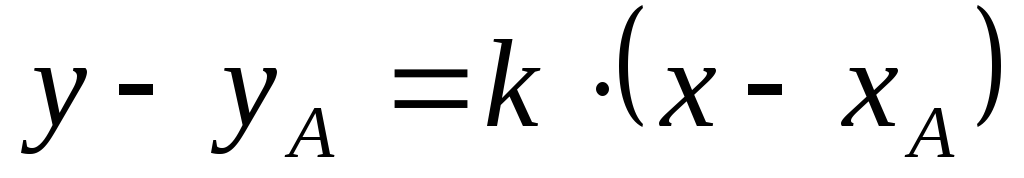 y - y_A = k · (x - x_A)